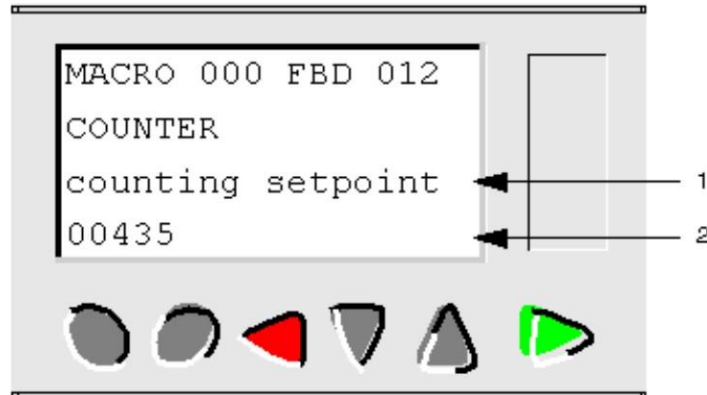 MACRO 000 FBD 012
COUNTER
counting setpoint
1
00435
2